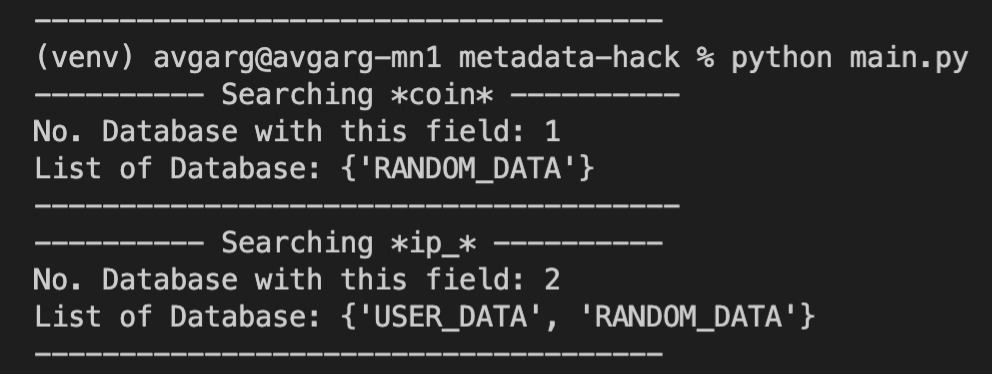 -------------------------------------
(venv) avgarg@avgarg-mn1 metadata-hack % python main.py
---------- Searching *coin* ----------
No. Database with this field: 1
List of Database: {'RANDOM_DATA'}
--------------------------------------
---------- Searching *ip_* ----------
No. Database with this field: 2
List of Database: {'USER_DATA', 'RANDOM_DATA'}
-------------------------------------